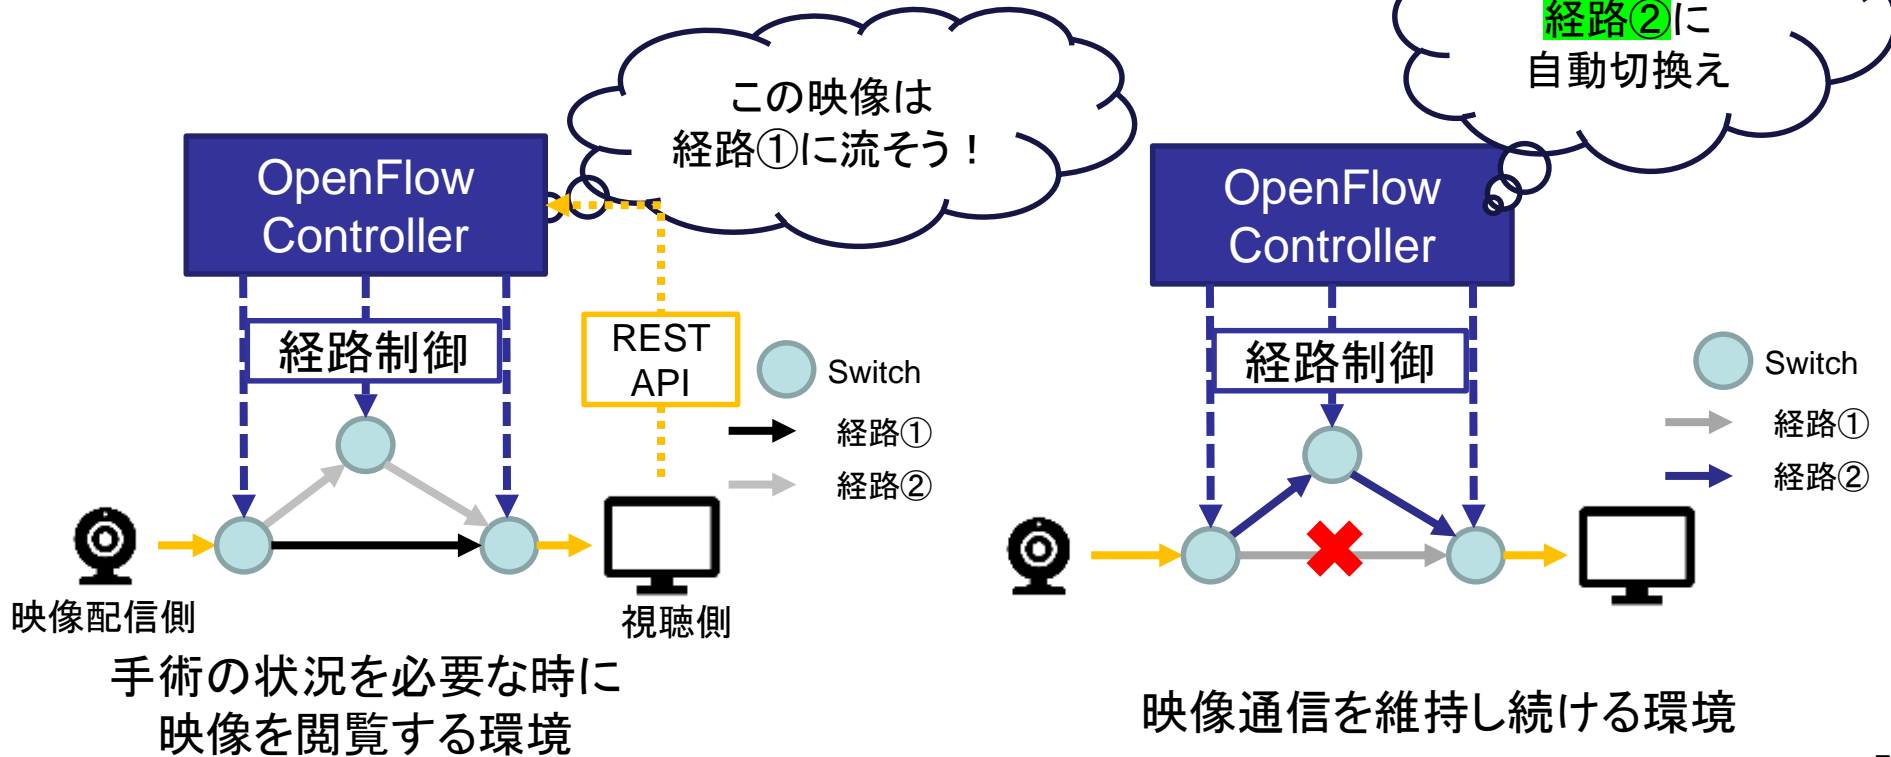 この映像は
経路①に流そう！
OpenFlow
Controller
経路制御
REST
API
Switch
経路①
経路②
映像配信側
視聴側
手術の状況を必要な時に
映像を閲覧する環境
経路②に
自動切換え
OpenFlow
Controller
経路制御
Switch
経路①
経路②
映像通信を維持し続ける環境